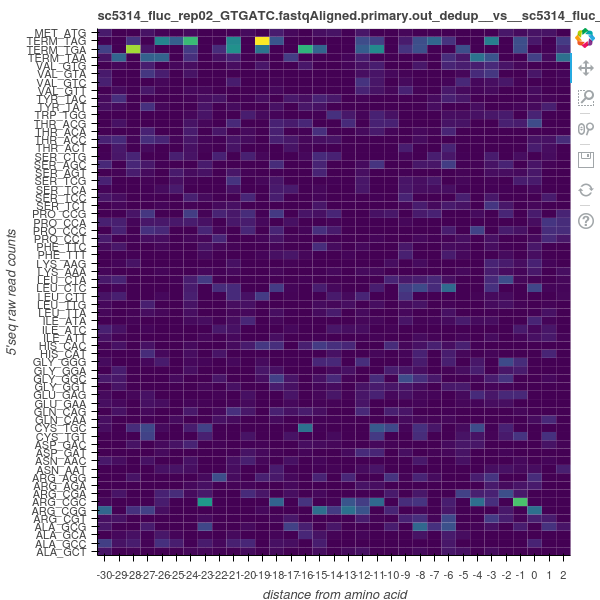 sc5314_fluc_rep02_GTGATC.fastqAligned.primary.out_dedup__vs__sc5314_fluc_
MET_ATG
TERM_TAG
TERM_TGA
TERM_TAA
VAL_GTG
VAL_GTA
VAL_GTC
VAL_GTT
TYR_TAC
TYR_TAT
TRP_TGG
THR_ACG
THR_ACA
THR_ACC
THR_ACT
SER_CTG
SER_AGC
SER_AGT
SER_TCG
SER_TCA
SER_TCC
SER_TCT
PRO_CCG
PRO_CCA
PRO_CCC
PRO_CCT
PHE_TTC
PHE_TTT
LYS_AAG
LYS_AAA
LEU_CTA
LEU_CTC
LEU_CTT
LEU_TTG
LEU_TTA
ILE_ATA
ILE_ATC
ILE_ATT
HIS_CAC
HIS_CAT
GLY_GGG
GLY_GGA
GLY_GGC
GLY_GGT
GLU_GAG
GLU_GAA
GLN_CAG
GLN_CAA
CYS_TGC
CYS_TGT
ASP_GAC
ASP_GAT
ASN_AAC
ASN_AAT
ARG_AGG
ARG_AGA
ARG_CGA
ARG_CGC
ARG_CGG
ARG_CGT
ALA_GCG
ALA_GCA
ALA_GCC
ALA_GCT
5'seq raw read counts
-30 -29 -28 -27 -26 -25 -24 -23 -22 -21 -20 -19 -18 -17 -16 -15 -14 -13 -12 -11 -10 -9 -8 -7 -6 -5 -4 -3 -2 -1 0 1 2
distance from amino acid